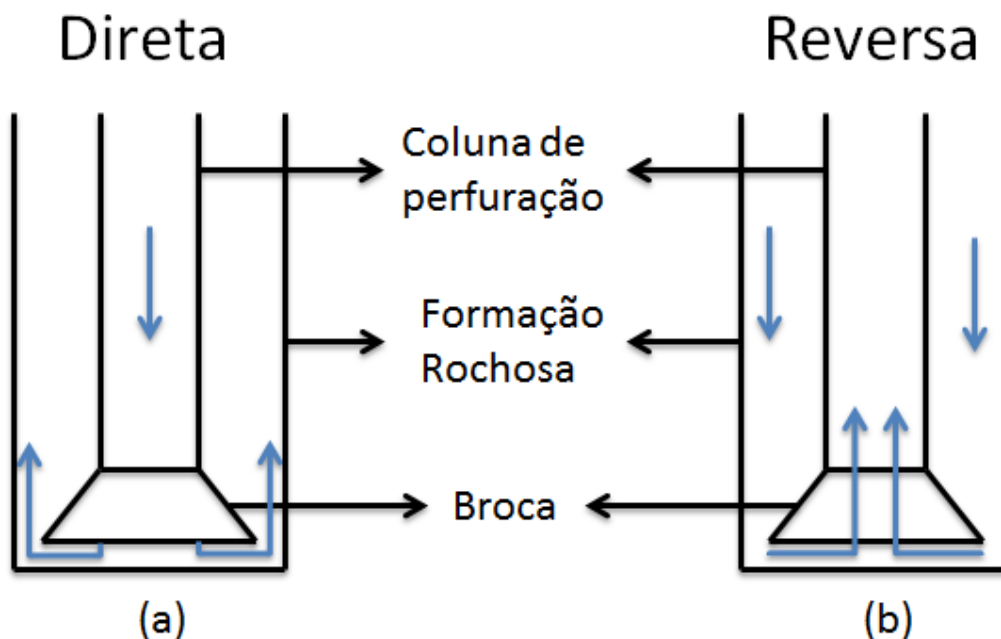 Direta
Reversa
Coluna de
perfuração
Formação
Rochosa
Broca
(a)
(b)